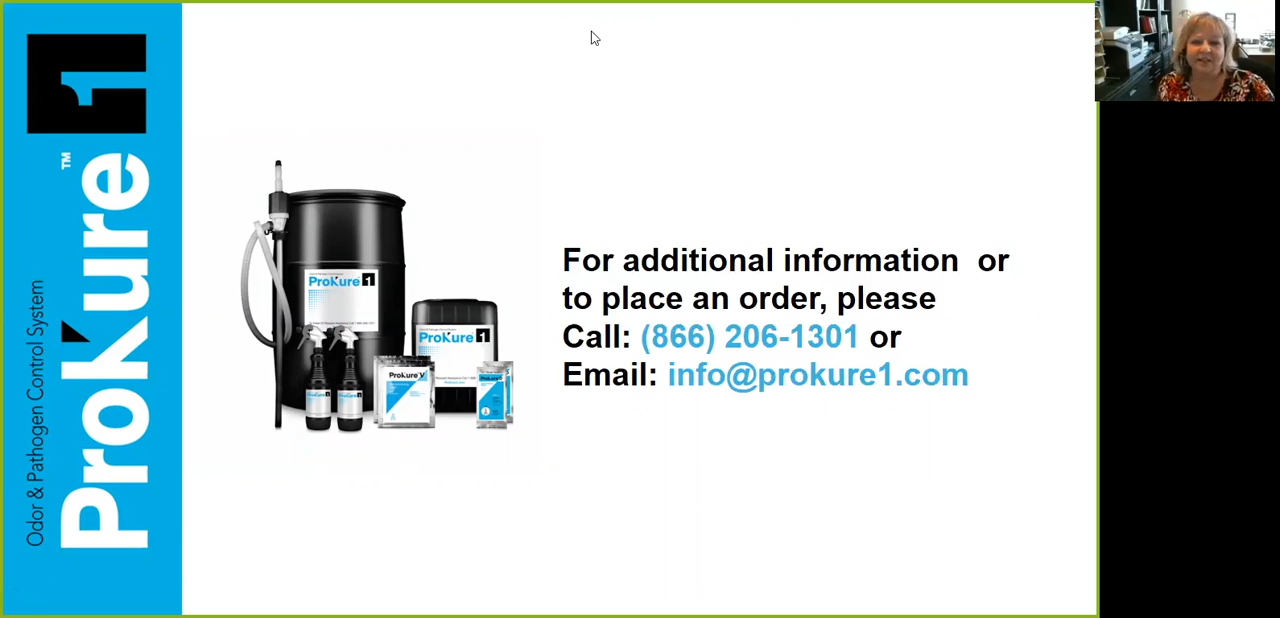 ProKure 1
TM
Odor & Pathogen Control System
For additional information or
to place an order, please
Call: (866) 206-1301 or
Email: info@prokure1.com
ProKure 1
ProKure 1
ProKure V